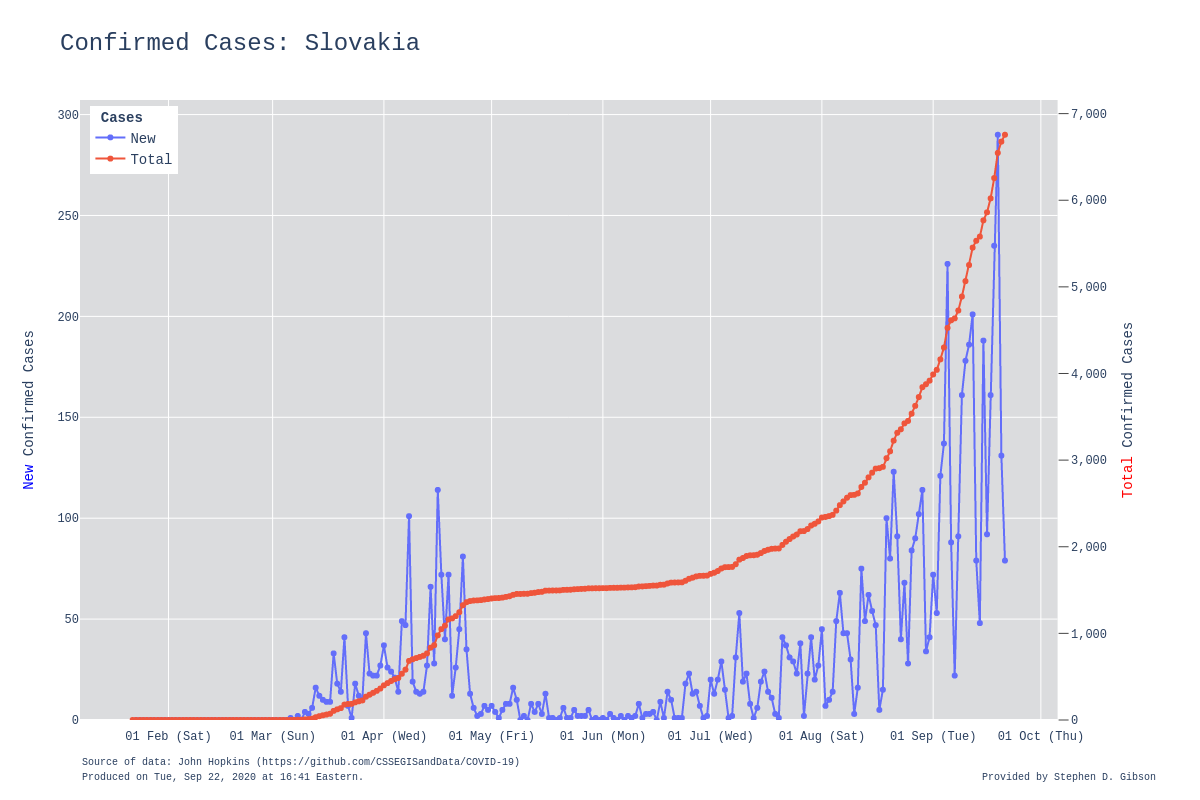 Confirmed Cases: Slovakia
Cases
New
Total
300
250
200
150
100
50
0
7,000
6,000
5,000
4,000
3,000
2,000
1,000
0
New Confirmed Cases
Total Confirmed Cases
01 Feb (Sat) 01 Mar (Sun) 01 Apr (Wed) 01 May (Fri) 01 Jun (Mon) 01 Jul (Wed) 01 Aug (Sat) 01 Sep (Tue) 01 Oct (Thu)
Source of data: John Hopkins (https://github.com/CSSEGISandData/COVID-19)
Produced on Tue, Sep 22, 2020 at 16:41 Eastern.
Provided by Stephen D. Gibson